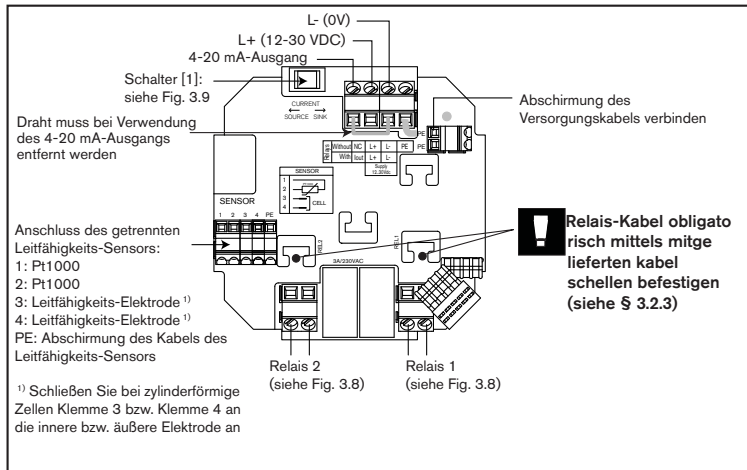 L- (0V)
L+ (12-30 VDC)
4-20 mA-Ausgang
Schalter [1]:
siehe Fig. 3.9
CURRENT
SOURCE SINK
Draht muss bei Verwendung
des 4-20 mA-Ausgangs
entfernt werden
Abschirmung des
Versorgungskabels verbinden
PE
PE
Relays Without NC L+ L- PE
With Iout L+ L-
Supply
12..30Vdc
SENSOR
1
2
3
4
CELL
SENSOR
1 2 3 4 PE
Anschluss des getrennten
Leitfähigkeits-Sensors:
1: Pt1000
2: Pt1000
3: Leitfähigkeits-Elektrode 1)
4: Leitfähigkeits-Elektrode 1)
PE: Abschirmung des Kabels des
Leitfähigkeits-Sensors
1) Schließen Sie bei zylinderförmige
Zellen Klemme 3 bzw. Klemme 4 an
die innere bzw. äußere Elektrode an
REL2
REL1
3A/230VAC
Relais 2
(siehe Fig. 3.8)
Relais 1
(siehe Fig. 3.8)
!
Relais-Kabel obligato
risch mittels mitge
lieferten kabel
schellen befestigen
(siehe § 3.2.3)